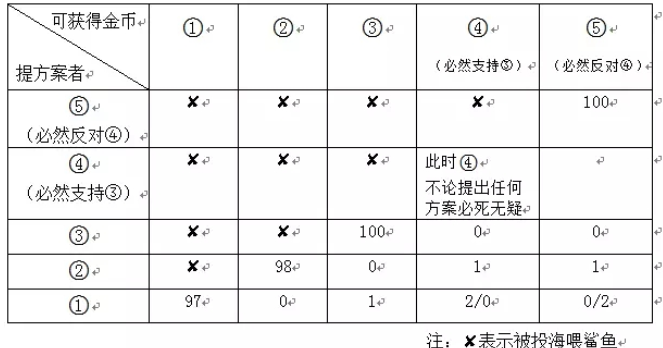 可获得金币 ① ② ③ ④ ⑤
提方案者 (必然支持③) (必然反对④)
⑤ ✘ ✘ ✘ ✘ 100
(必然反对④)
④ ✘ ✘ ✘ 此时④
(必然支持③) 不论提出任何
方案必死无疑
③ ✘ ✘ 100 0 0
② ✘ 98 0 1 1
① 97 0 1 2/0 0/2
注：✘表示被投海喂鲨鱼